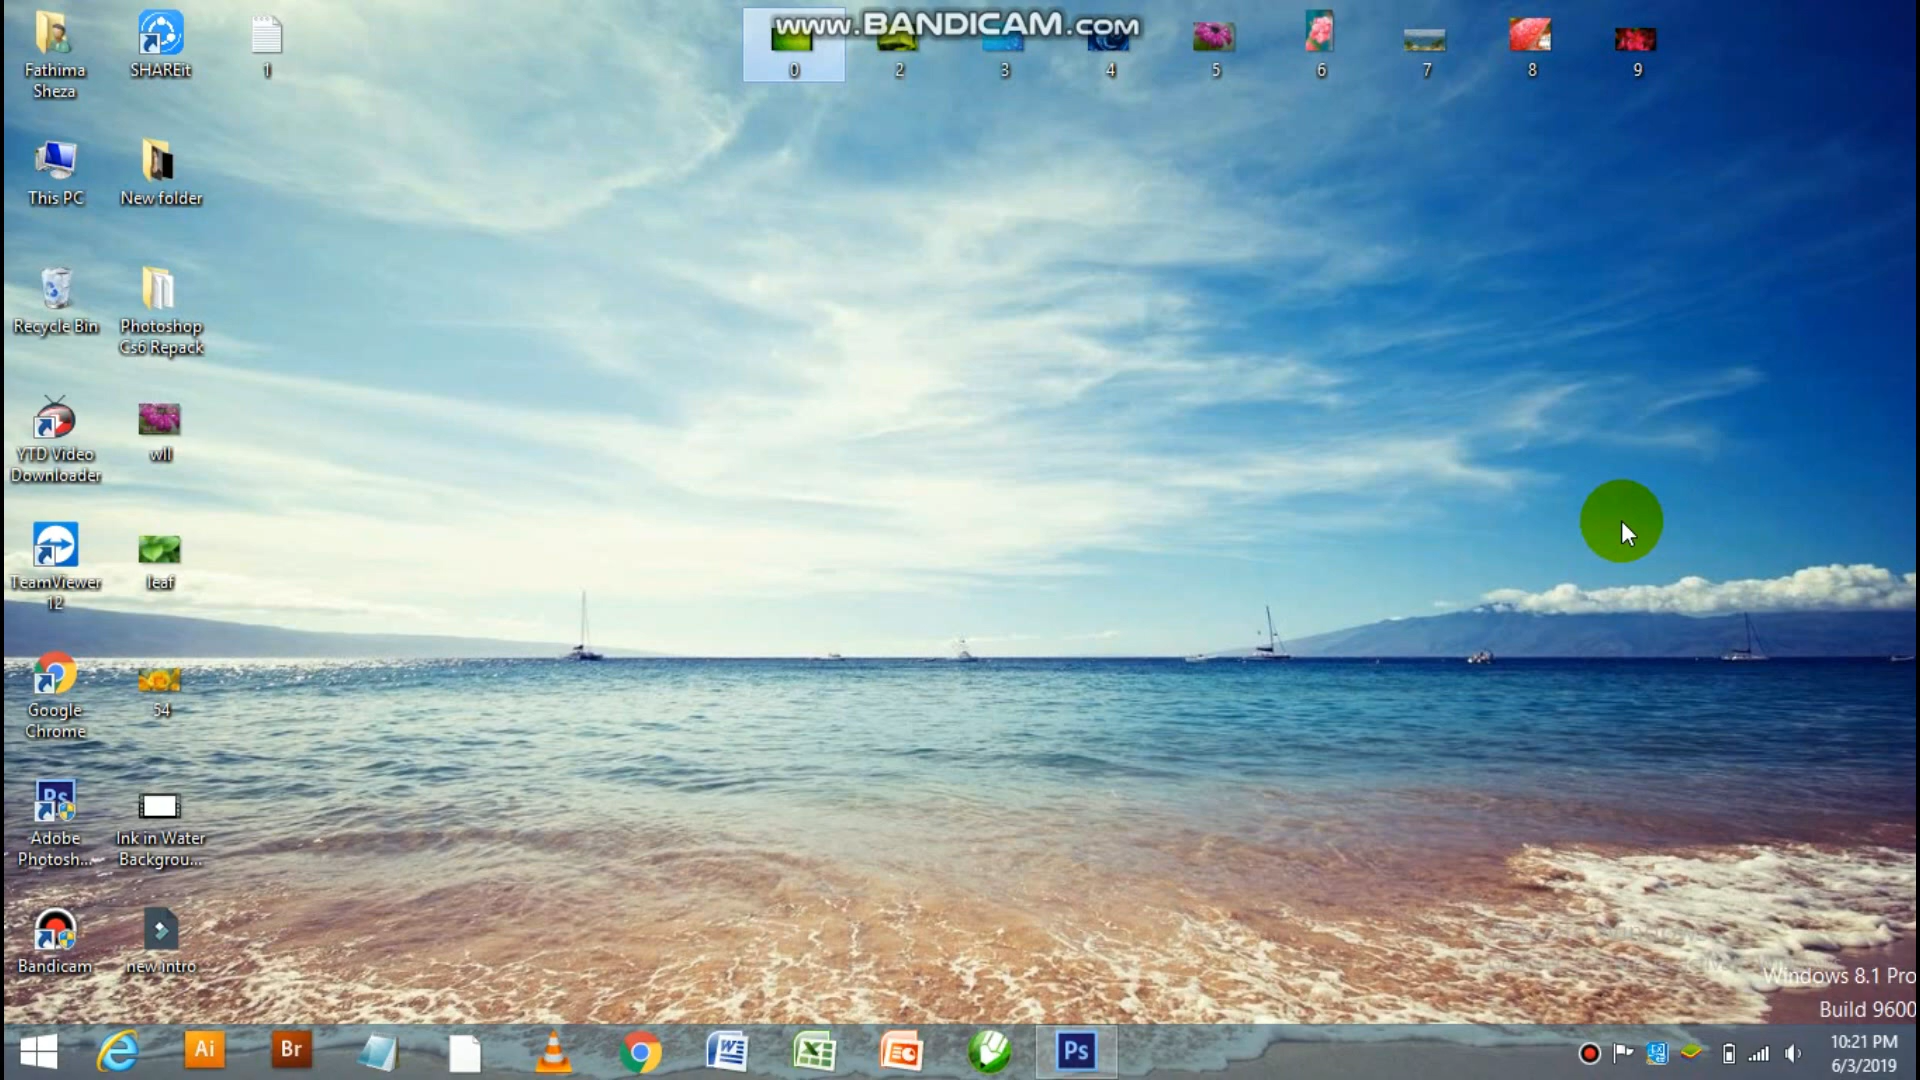 www.BANDICAM.com
Fathima
Sheza
SHAREit
1
0
2
3
4
5
6
7
8
9
This PC
New folder
Recycle Bin
Photoshop
Cs6 Repack
YTD Video
Downloader
wll
TeamViewer
12
leaf
Google
Chrome
54
Ps
Adobe
Photosh...
Ink in Water
Backgrou...
Bandicam
new intro
Windows 8.1 Pro
Build 9600
Ai
Br
Ps
10:21 PM
6/3/2019